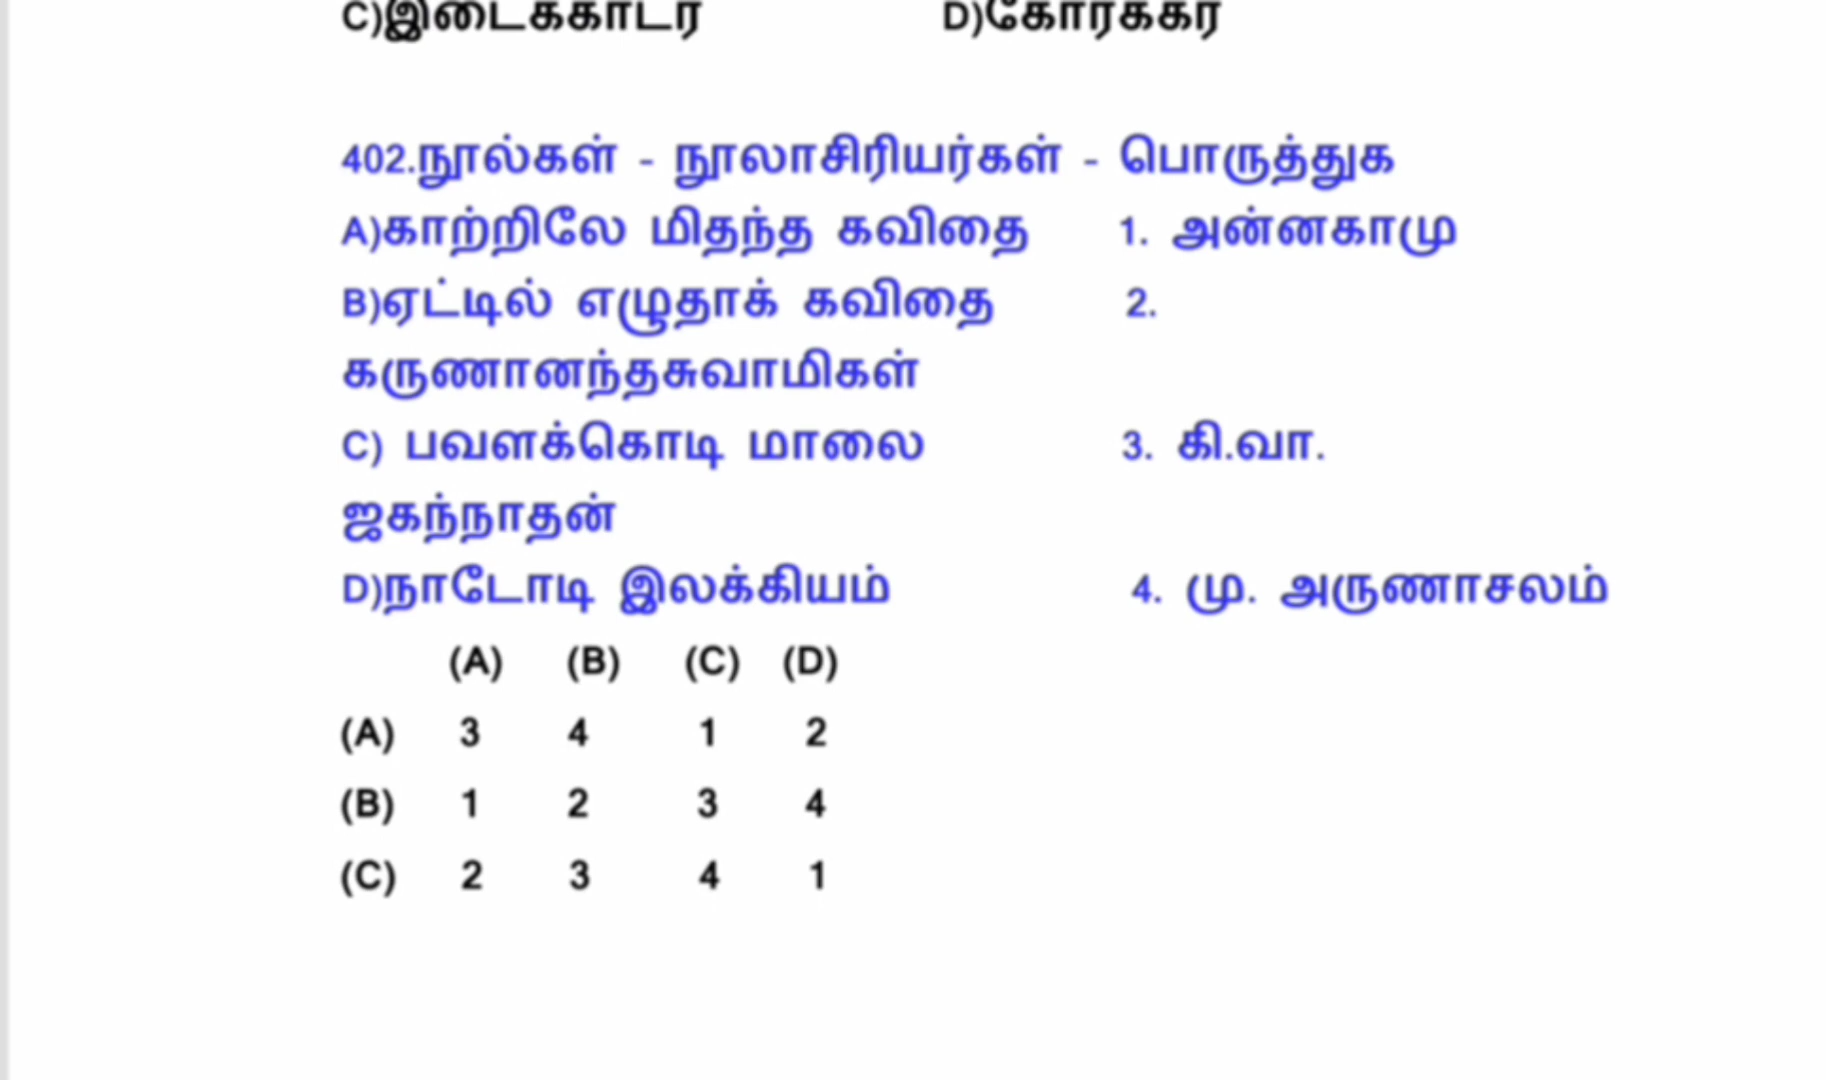 C)இடைக்காடர் D)கோரக்கர்
402.நூல்கள் - நூலாசிரியர்கள் - பொருத்துக
A)காற்றிலே மிதந்த கவிதை 1. அன்னகாமு
B)ஏட்டில் எழுதாக் கவிதை 2.
கருணானந்தசுவாமிகள்
C) பவளக்கொடி மாலை 3. கி.வா.
ஜகந்நாதன்
D)நாடோடி இலக்கியம் 4. மு. அருணாசலம்
(A) (B) (C) (D)
(A) 3 4 1 2
(B) 1 2 3 4
(C) 2 3 4 1